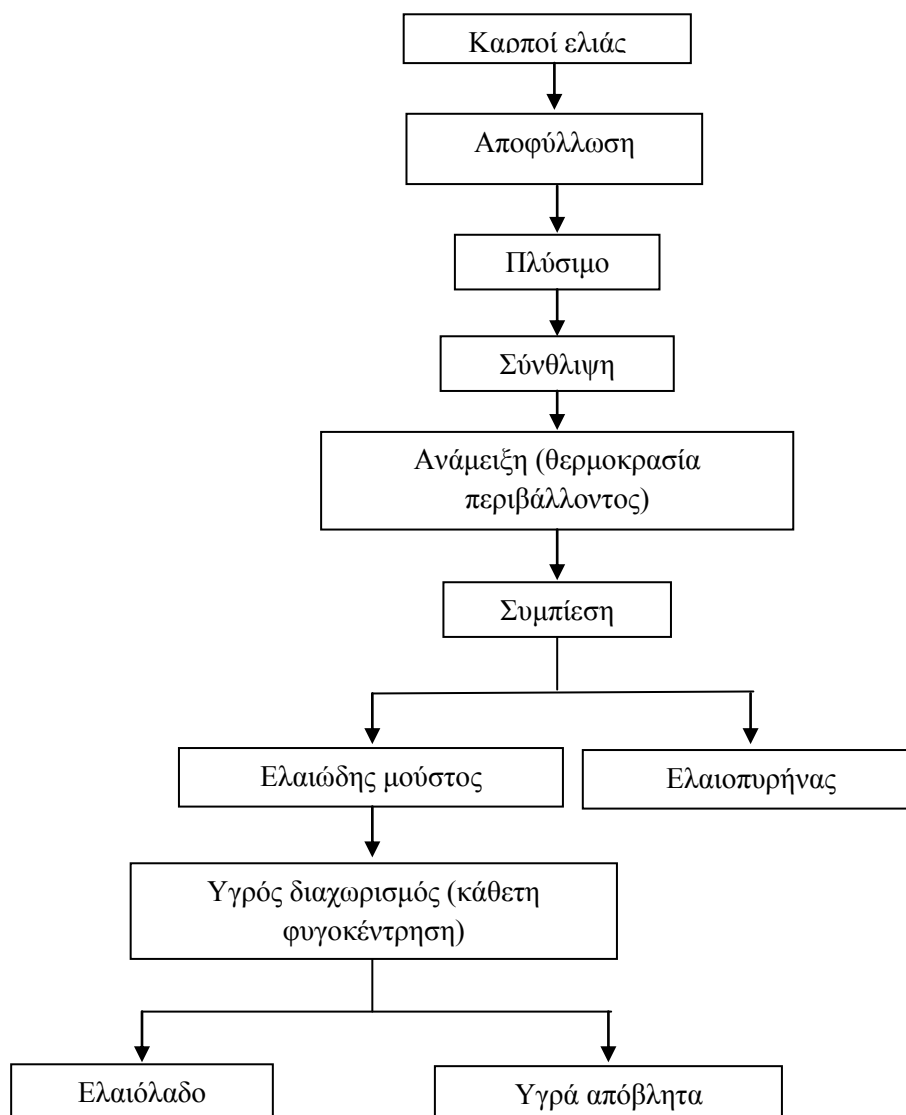 Καρποί ελιάς
Αποφύλλωση
Πλύσιμο
Σύνθλιψη
Ανάμειξη (θερμοκρασία
περιβάλλοντος)
Συμπίεση
Ελαιώδης μούστος
Ελαιοπυρήνας
Υγρός διαχωρισμός (κάθετη
φυγοκέντρηση)
Ελαιόλαδο
Υγρά απόβλητα